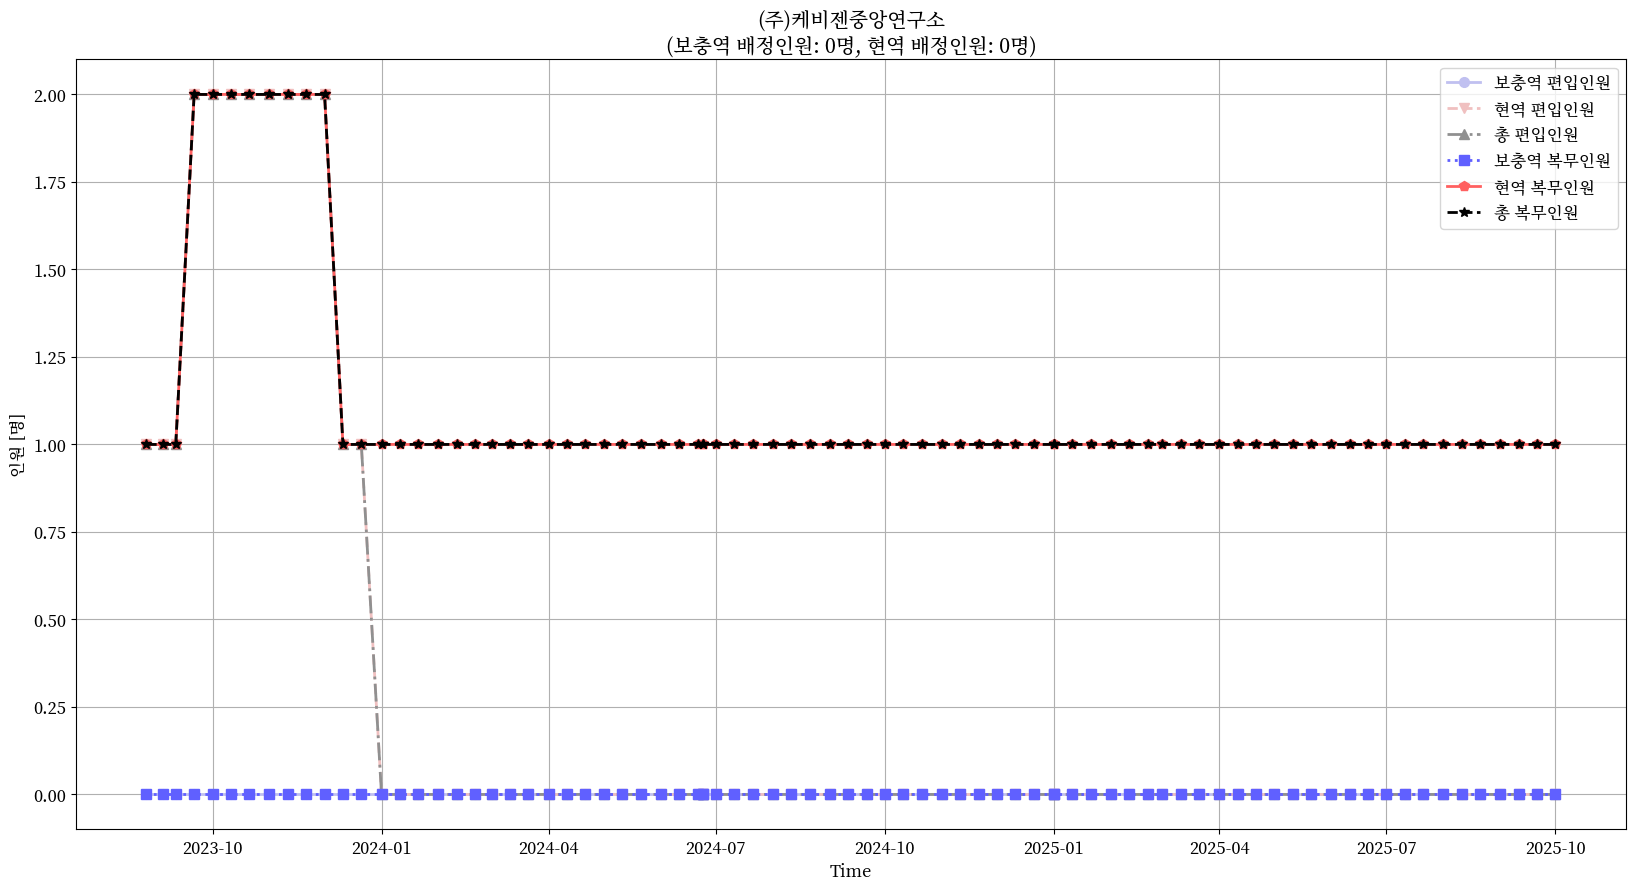 (주)케비젠중앙연구소
(보충역 배정인원: 0명, 현역 배정인원: 0명)
보충역 편입인원
현역 편입인원
총 편입인원
보충역 복무인원
현역 복무인원
총 복무인원
인원 [명]
2.00
1.75
1.50
1.25
1.00
0.75
0.50
0.25
0.00
2023-10
2024-01
2024-04
2024-07
2024-10
2025-01
2025-04
2025-07
2025-10
Time